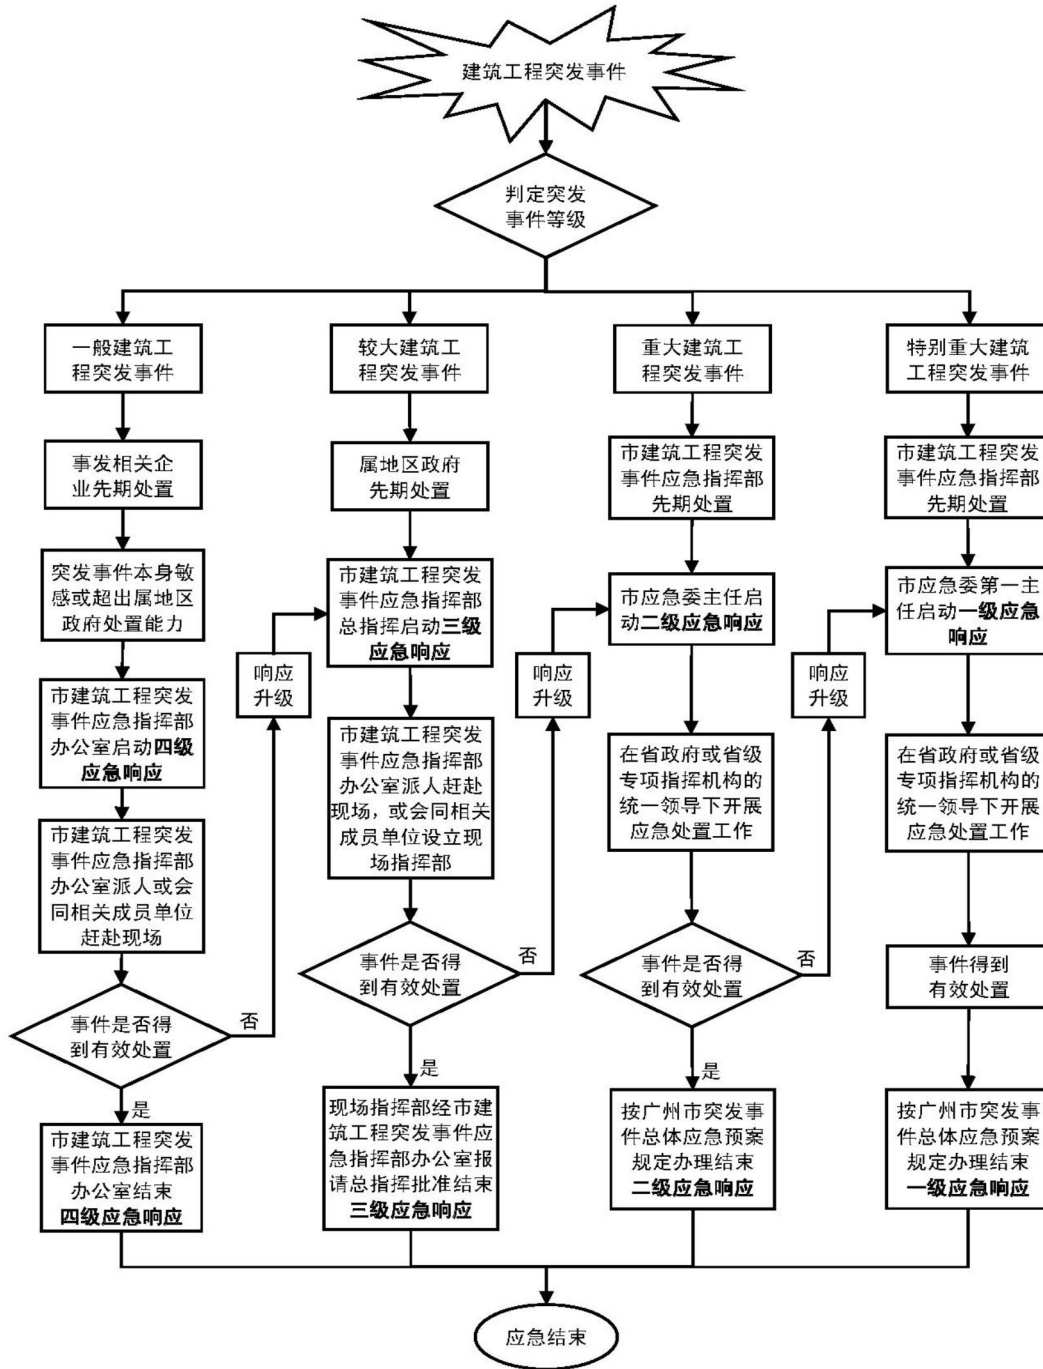 建筑工程突发事件
判定突发
事件等级
一般建筑工
程突发事件
较大建筑工
程突发事件
重大建筑工
程突发事件
特别重大建筑
工程突发事件
事发相关企
业先期处置
属地区政府
先期处置
市建筑工程突发
事件应急指挥部
先期处置
市建筑工程突发
事件应急指挥部
先期处置
突发事件本身敏
感或超出属地区
政府处置能力
市建筑工程突发
事件应急指挥部
总指挥启动三级
应急响应
市应急委主任启
动二级应急响应
市应急委第一主
任启动一级应急
响应
响应
升级
响应
升级
响应
升级
市建筑工程突发
事件应急指挥部
办公室启动四级
应急响应
市建筑工程突发
事件应急指挥部
办公室派人赶赴
现场，或会同相关
成员单位设立现
场指挥部
在省政府或省级
专项指挥机构的
统一领导下开展
应急处置工作
在省政府或省级
专项指挥机构的
统一领导下开展
应急处置工作
市建筑工程突发
事件应急指挥部
办公室派人或会
同相关成员单位
赶赴现场
事件是否得
到有效处置
否
事件是否得
到有效处置
否
事件是否得
到有效处置
否
事件得到
有效处置
是
是
是
市建筑工程突发
事件应急指挥部
办公室结束
四级应急响应
现场指挥部经市建
筑工程突发事件应
急指挥部办公室报
请总指挥批准结束
三级应急响应
按广州市突发事
件总体应急预案
规定办理结束
二级应急响应
按广州市突发事
件总体应急预案
规定办理结束
一级应急响应
应急结束